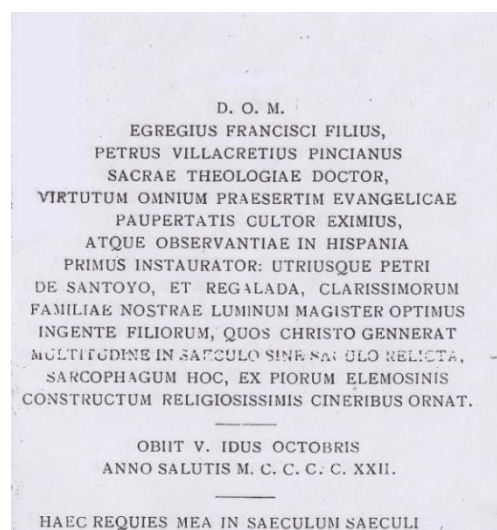 D. O. M.
EGREGIUS FRANCISCI FILIUS,
PETRUS VILLACRETIUS PINCIANUS
SACRAE THEOLOGIAE DOCTOR,
VIRTUTUM OMNIUM PRAESERTIM EVANGELICAE
PAUPERTATIS CULTOR EXIMIUS,
ATQUE OBSERVANTIAE IN HISPANIA
PRIMUS INSTAURATOR: UTRIUSQUE PETRI
DE SANTOYO, ET REGALADA, CLARISSIMORUM
FAMILIAE NOSTRAE LUMINUM MAGISTER OPTIMUS
INGENTE FILIORUM, QUOS CHRISTO GENNERAT
MULTITUDINE IN SAECULO SINE RELICTA,
SARCOPHAGUM HOC, EX PIORUM ELEMOSINIS
CONSTRUCTUM RELIGIOSISSIMIS CINERIBUS ORNAT.
OBIIT V. IDUS OCTOBRIS
ANNO SALUTIS M. C. C. C. C. XXII.
HAEC REQUIES MEA IN SAECULUM SAECULI